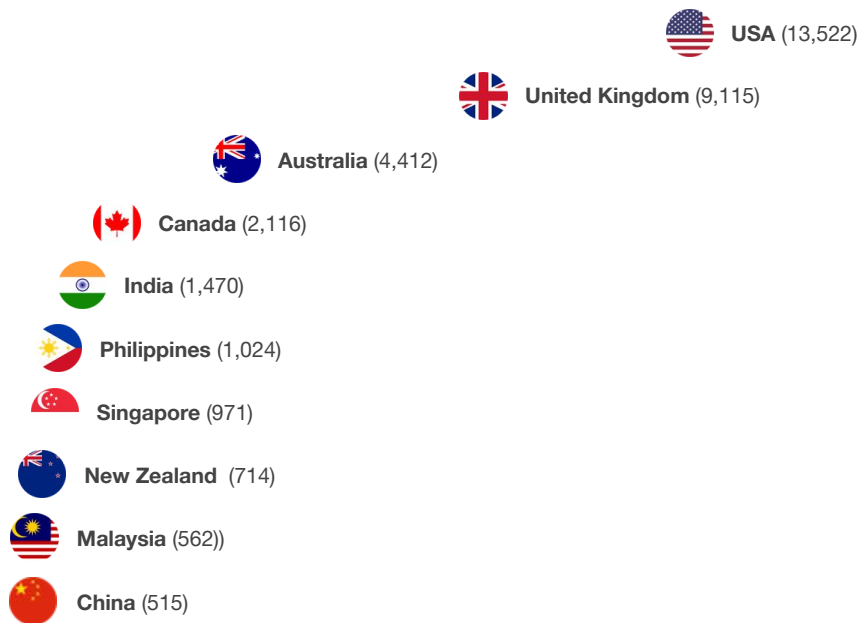 USA (13,522)
United Kingdom (9,115)
Australia (4,412)
Canada (2,116)
India (1,470)
Philippines (1,024)
Singapore (971)
New Zealand (714)
Malaysia (562))
China (515)